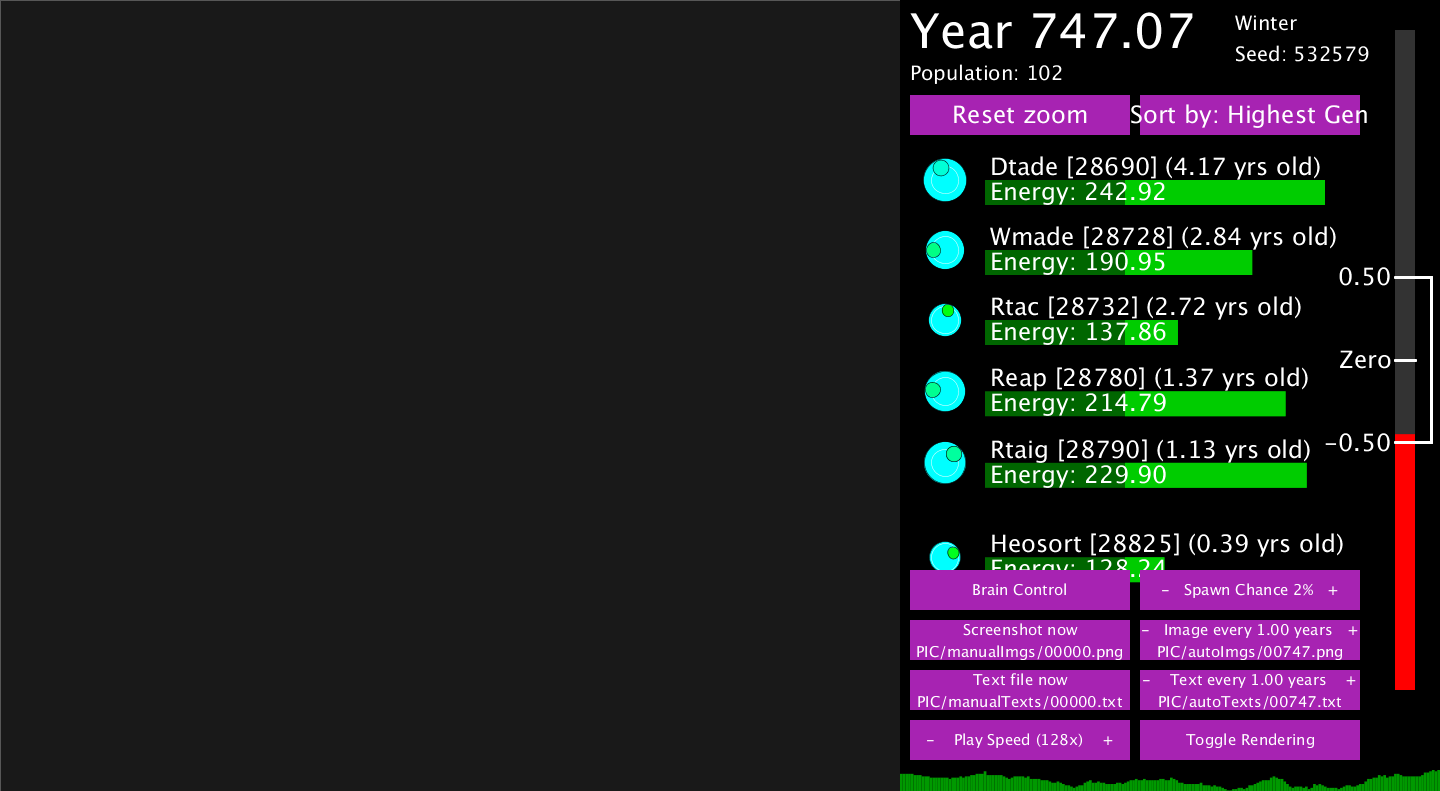 Year 747.07
Winter
Seed: 532579
Population: 102
Reset zoom
Sort by: Highest Gen
Dtade [28690] (4.17 yrs old)
Energy: 242.92
Wmade [28728] (2.84 yrs old)
Energy: 190.95
Rtac [28732] (2.72 yrs old)
Energy: 137.86
Reap [28780] (1.37 yrs old)
Energy: 214.79
Rtaig [28790] (1.13 yrs old)
Energy: 229.90
Heosort [28825] (0.39 yrs old)
Energy: 128.24
0.50
Zero
-0.50
Brain Control
- Spawn Chance 2% +
Screenshot now
PIC/manualImgs/00000.png
- Image every 1.00 years +
PIC/autoImgs/00747.png
Text file now
PIC/manualTexts/00000.txt
- Text every 1.00 years +
PIC/autoTexts/00747.txt
- Play Speed (128x) +
Toggle Rendering